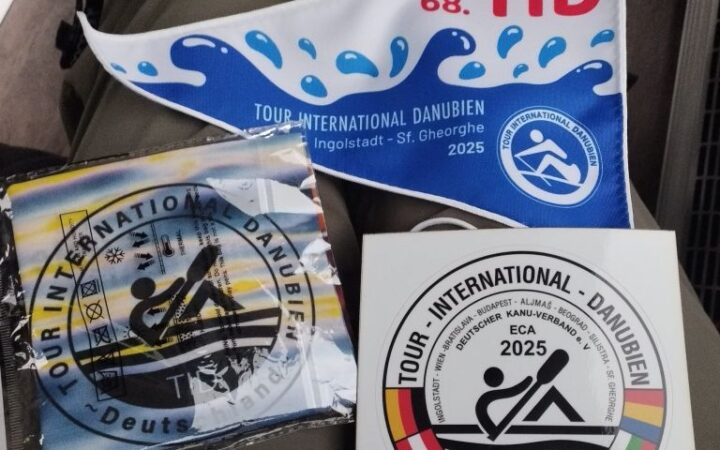 68. TID
TOUR INTERNATIONAL DANUBIEN
Ingolstadt - Sf. Gheorghe
2025
TOUR INTERNATIONAL DANUBIEN
TOUR INTERNATIONAL DANUBIEN
~Deutschland
TOUR - INTERNATIONAL - DANUBIEN
INGOLSTADT - WIEN - BRATISLAVA - BUDAPEST - ALJMAŠ - BEOGRAD - SILISTRA - SF. GHEORGHE
DEUTSCHER KANU-VERBAND e. V
ECA
2025